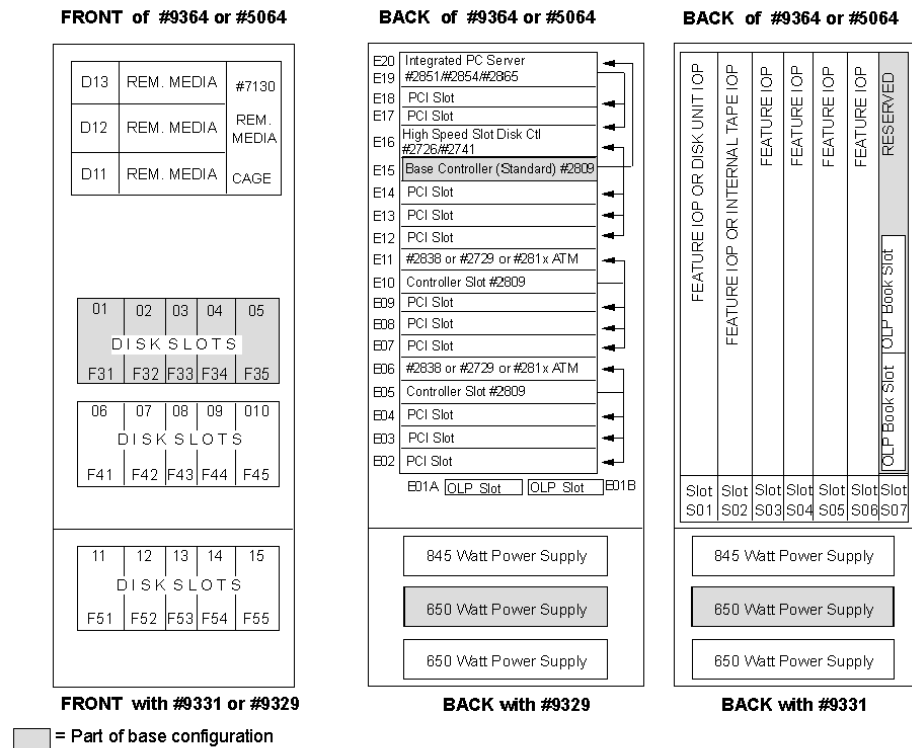 FRONT of #9364 or #5064
D13 REM. MEDIA #7130
D12 REM. MEDIA REM. MEDIA
D11 REM. MEDIA CAGE
01 02 03 04 05
DISK SLOTS
F31 F32 F33 F34 F35
06 07 08 09 010
DISK SLOTS
F41 F42 F43 F44 F45
11 12 13 14 15
DISK SLOTS
F51 F52 F53 F54 F55
FRONT with #9331 or #9329
= Part of base configuration
BACK of #9364 or #5064
E20 Integrated PC Server
E19 #2851/#2854/#2865
E18 PCI Slot
E17 PCI Slot
E16 High Speed Slot Disk Ctl
#2726/#2741
E15 Base Controller (Standard) #2809
E14 PCI Slot
E13 PCI Slot
E12 PCI Slot
E11 #2838 or #2729 or #281x ATM
E10 Controller Slot #2809
E09 PCI Slot
E08 PCI Slot
E07 PCI Slot
E06 #2838 or #2729 or #281x ATM
E05 Controller Slot #2809
E04 PCI Slot
E03 PCI Slot
E02 PCI Slot
E01A OLP Slot OLP Slot E01B
845 Watt Power Supply
650 Watt Power Supply
650 Watt Power Supply
BACK with #9329
BACK of #9364 or #5064
FEATURE IOP OR DISK UNIT IOP
FEATURE IOP OR INTERNAL TAPE IOP
FEATURE IOP
FEATURE IOP
FEATURE IOP
FEATURE IOP
RESERVED
OLP Book Slot
OLP Book Slot
Slot Slot Slot Slot Slot Slot Slot
S01 S02 S03 S04 S05 S06 S07
845 Watt Power Supply
650 Watt Power Supply
650 Watt Power Supply
BACK with #9331